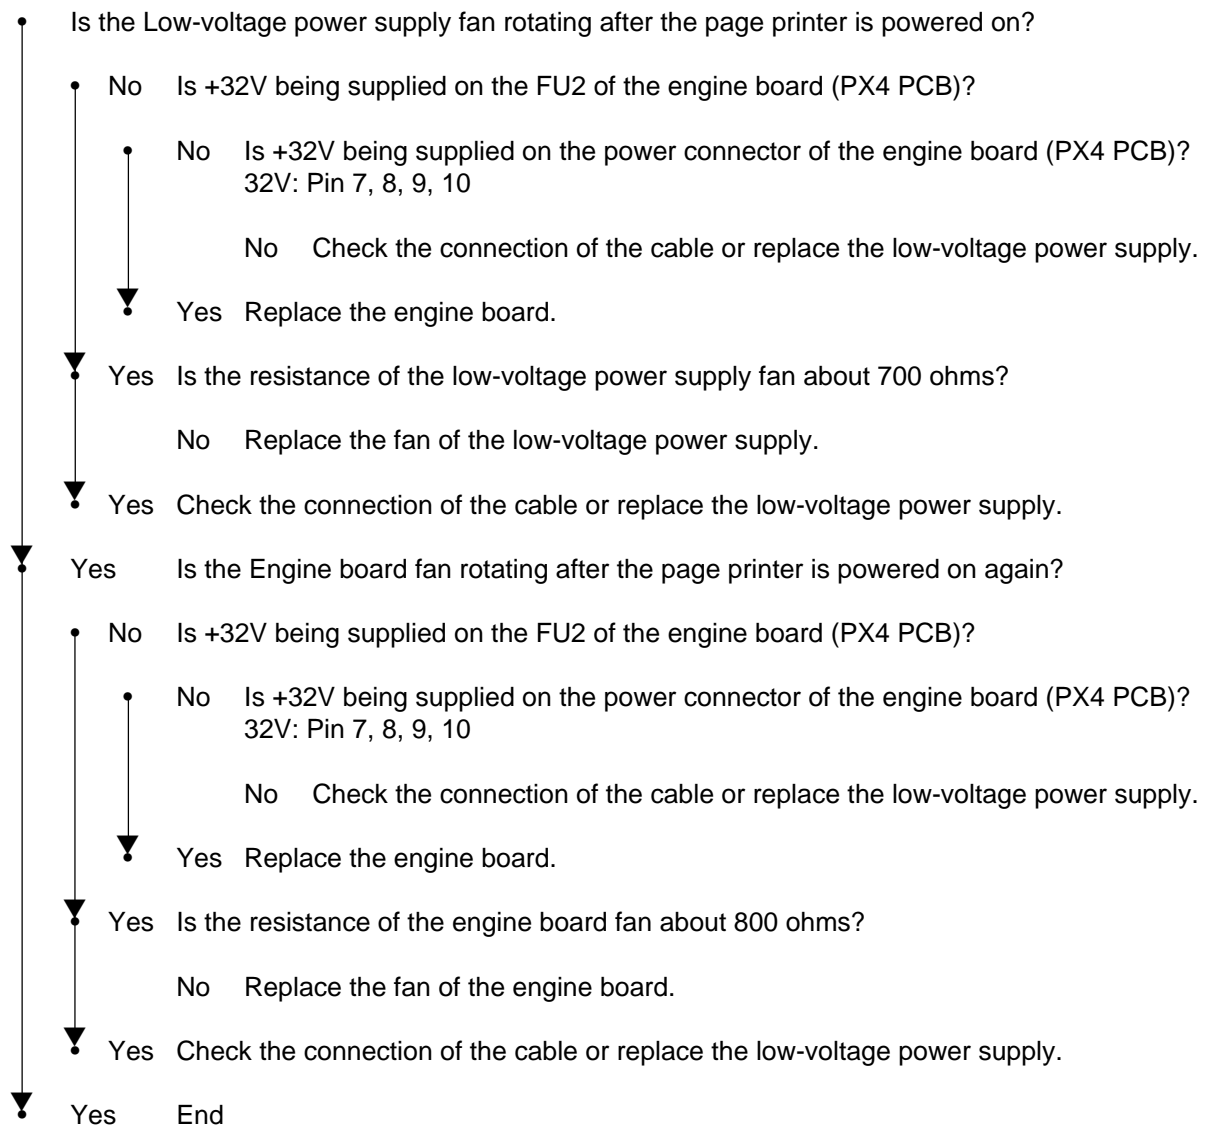 Is the Low-voltage power supply fan rotating after the page printer is powered on?
No Is +32V being supplied on the FU2 of the engine board (PX4 PCB)?
No Is +32V being supplied on the power connector of the engine board (PX4 PCB)?
32V: Pin 7, 8, 9, 10
No Check the connection of the cable or replace the low-voltage power supply.
Yes Replace the engine board.
Yes Is the resistance of the low-voltage power supply fan about 700 ohms?
No Replace the fan of the low-voltage power supply.
Yes Check the connection of the cable or replace the low-voltage power supply.
Yes Is the Engine board fan rotating after the page printer is powered on again?
No Is +32V being supplied on the FU2 of the engine board (PX4 PCB)?
No Is +32V being supplied on the power connector of the engine board (PX4 PCB)?
32V: Pin 7, 8, 9, 10
No Check the connection of the cable or replace the low-voltage power supply.
Yes Replace the engine board.
Yes Is the resistance of the engine board fan about 800 ohms?
No Replace the fan of the engine board.
Yes Check the connection of the cable or replace the low-voltage power supply.
Yes End